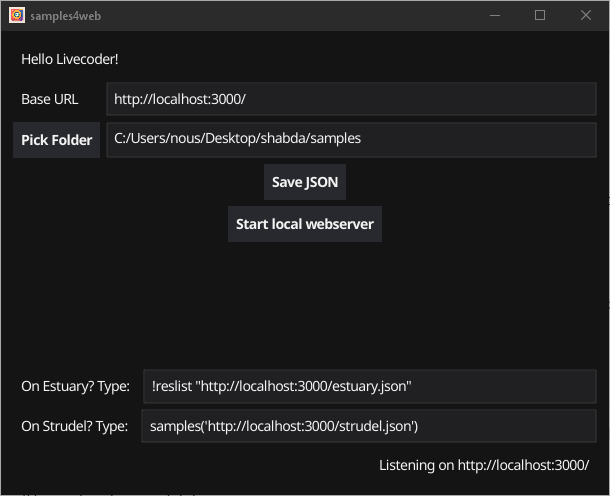 samples4web
Hello Livecoder!
Base URL http://localhost:3000/
Pick Folder C:/Users/nous/Desktop/shabda/samples
Save JSON
Start local webserver
On Estuary? Type: !reslist "http://localhost:3000/estuary.json"
On Strudel? Type: samples('http://localhost:3000/strudel.json')
Listening on http://localhost:3000/